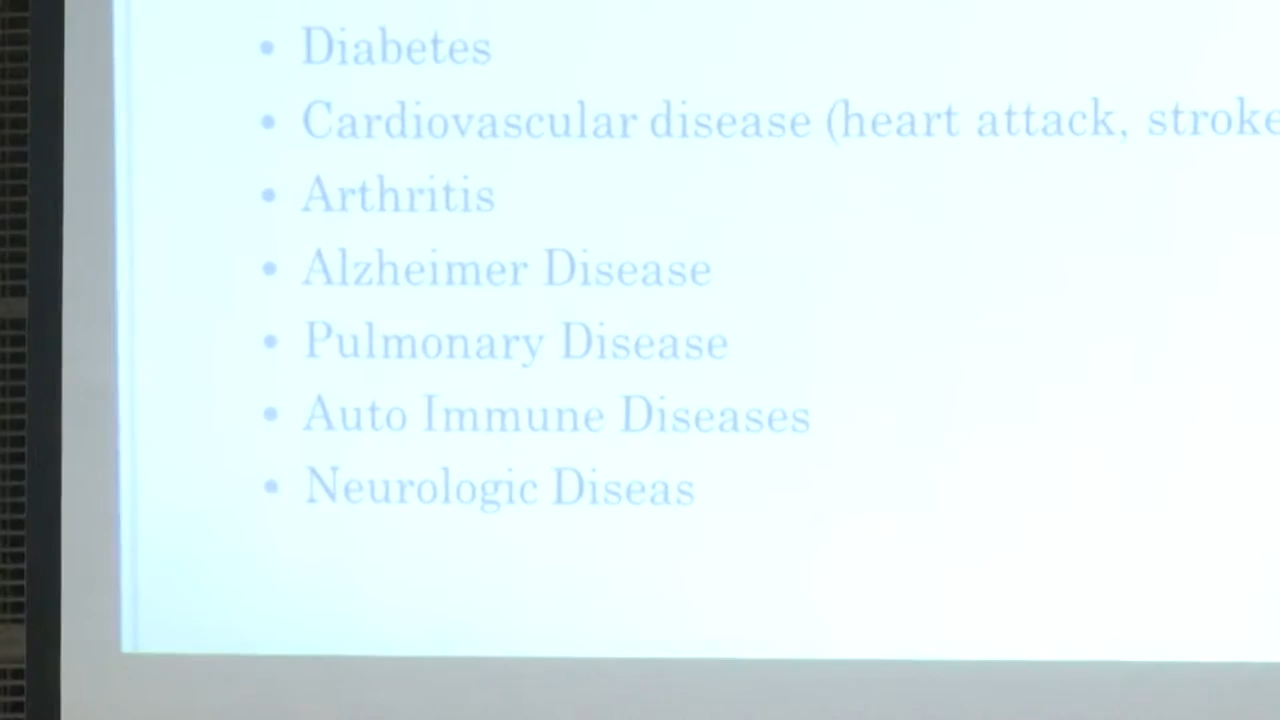 • Diabetes
• Cardiovascular disease (heart attack, stroke
• Arthritis
• Alzheimer Disease
• Pulmonary Disease
• Auto Immune Diseases
• Neurologic Diseas